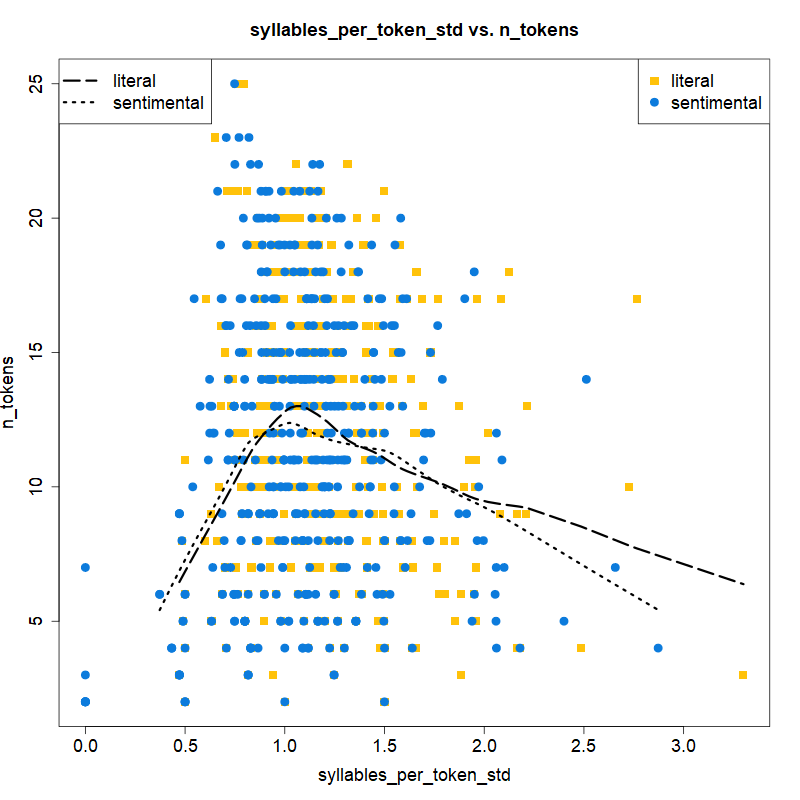 syllables_per_token_std vs. n_tokens
literal
sentimental
literal
sentimental
n_tokens
25
20
15
10
5
0.0 0.5 1.0 1.5 2.0 2.5 3.0
syllables_per_token_std